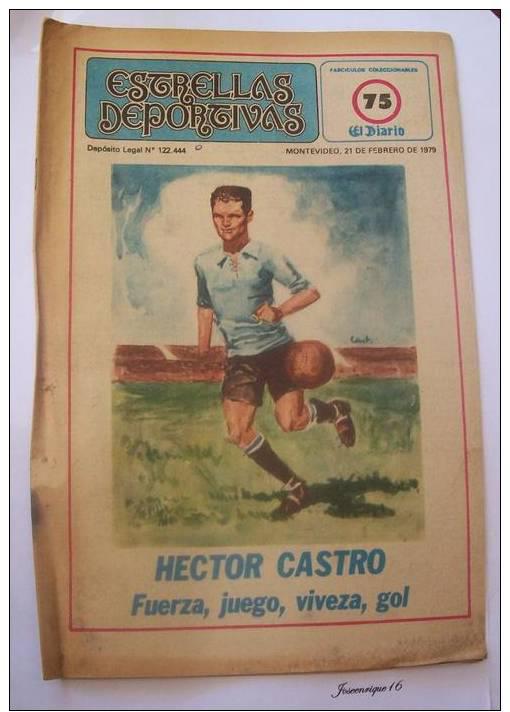 ESTRELLAS
DEPORTIVAS
FASCICULOS COLECCIONABLES
75
El Diario
Depósito Legal Nº 122.444
MONTEVIDEO, 21 DE FEBRERO DE 1979
HECTOR CASTRO
Fuerza, juego, viveza, gol
Joseenrique16